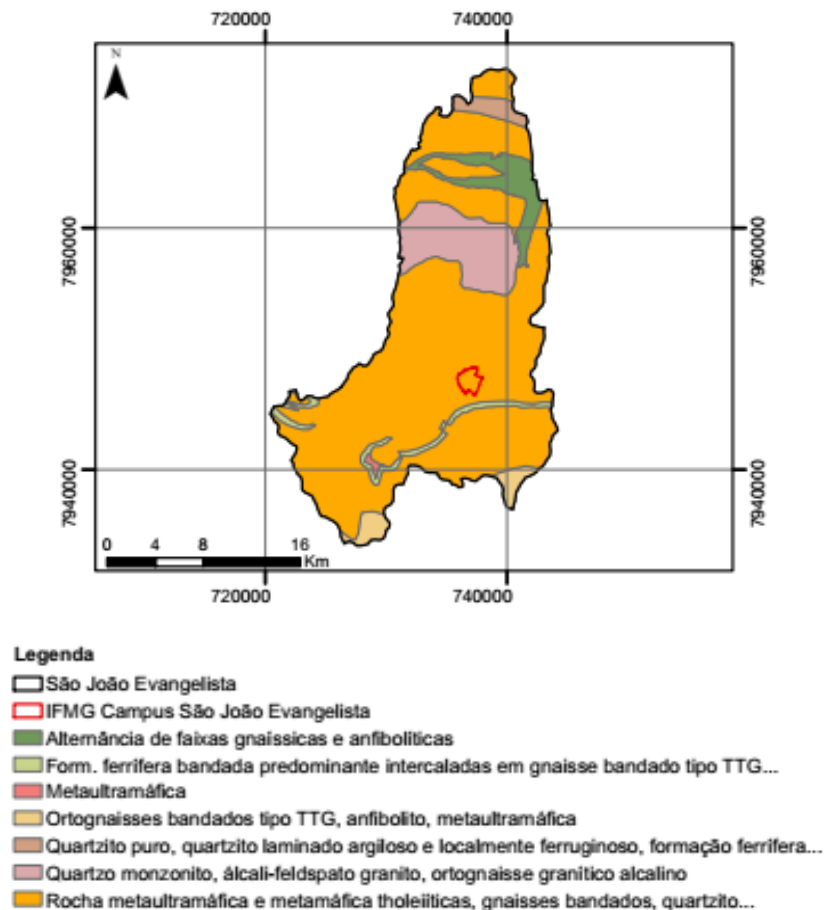 720000 740000
N
7960000 7960000
7940000 7940000
0 4 8 16
Km
720000 740000
Legenda
São João Evangelista
IFMG Campus São João Evangelista
Alternância de faixas gnaíssicas e anfibolíticas
Form. ferrífera bandada predominante intercaladas em gnaisse bandado tipo TTG...
Metaultramáfica
Ortognaisses bandados tipo TTG, anfibolito, metaultramáfica
Quartzito puro, quartzito laminado argiloso e localmente ferruginoso, formação ferrífera...
Quartzo monzonito, álcali-feldspato granito, ortognaisse granítico alcalino
Rocha metaultramáfica e metamáfica tholeiíticas, gnaisses bandados, quartzito...